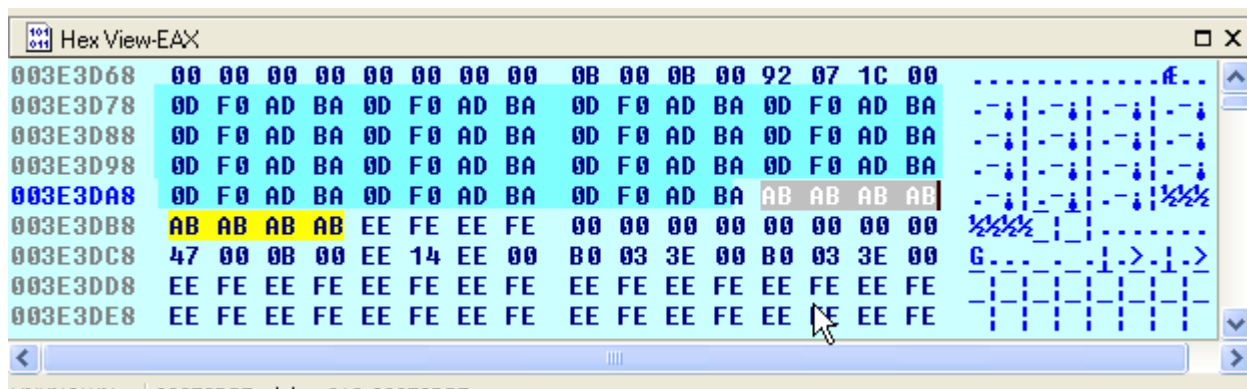 Hex View-EAX
003E3D68 00 00 00 00 00 00 00 00 0B 00 0B 00 92 07 1C 00 ............Æ..
003E3D78 0D F0 AD BA 0D F0 AD BA 0D F0 AD BA 0D F0 AD BA
003E3D88 0D F0 AD BA 0D F0 AD BA 0D F0 AD BA 0D F0 AD BA
003E3D98 0D F0 AD BA 0D F0 AD BA 0D F0 AD BA 0D F0 AD BA
003E3DA8 0D F0 AD BA 0D F0 AD BA 0D F0 AD BA AB AB AB AB
003E3DB8 AB AB AB AB EE FE EE FE 00 00 00 00 00 00 00 00
003E3DC8 47 00 0B 00 EE 14 EE 00 B0 03 3E 00 B0 03 3E 00
003E3DD8 EE FE EE FE EE FE EE FE EE FE EE FE EE FE EE FE
003E3DE8 EE FE EE FE EE FE EE FE EE FE EE FE EE FE EE FE